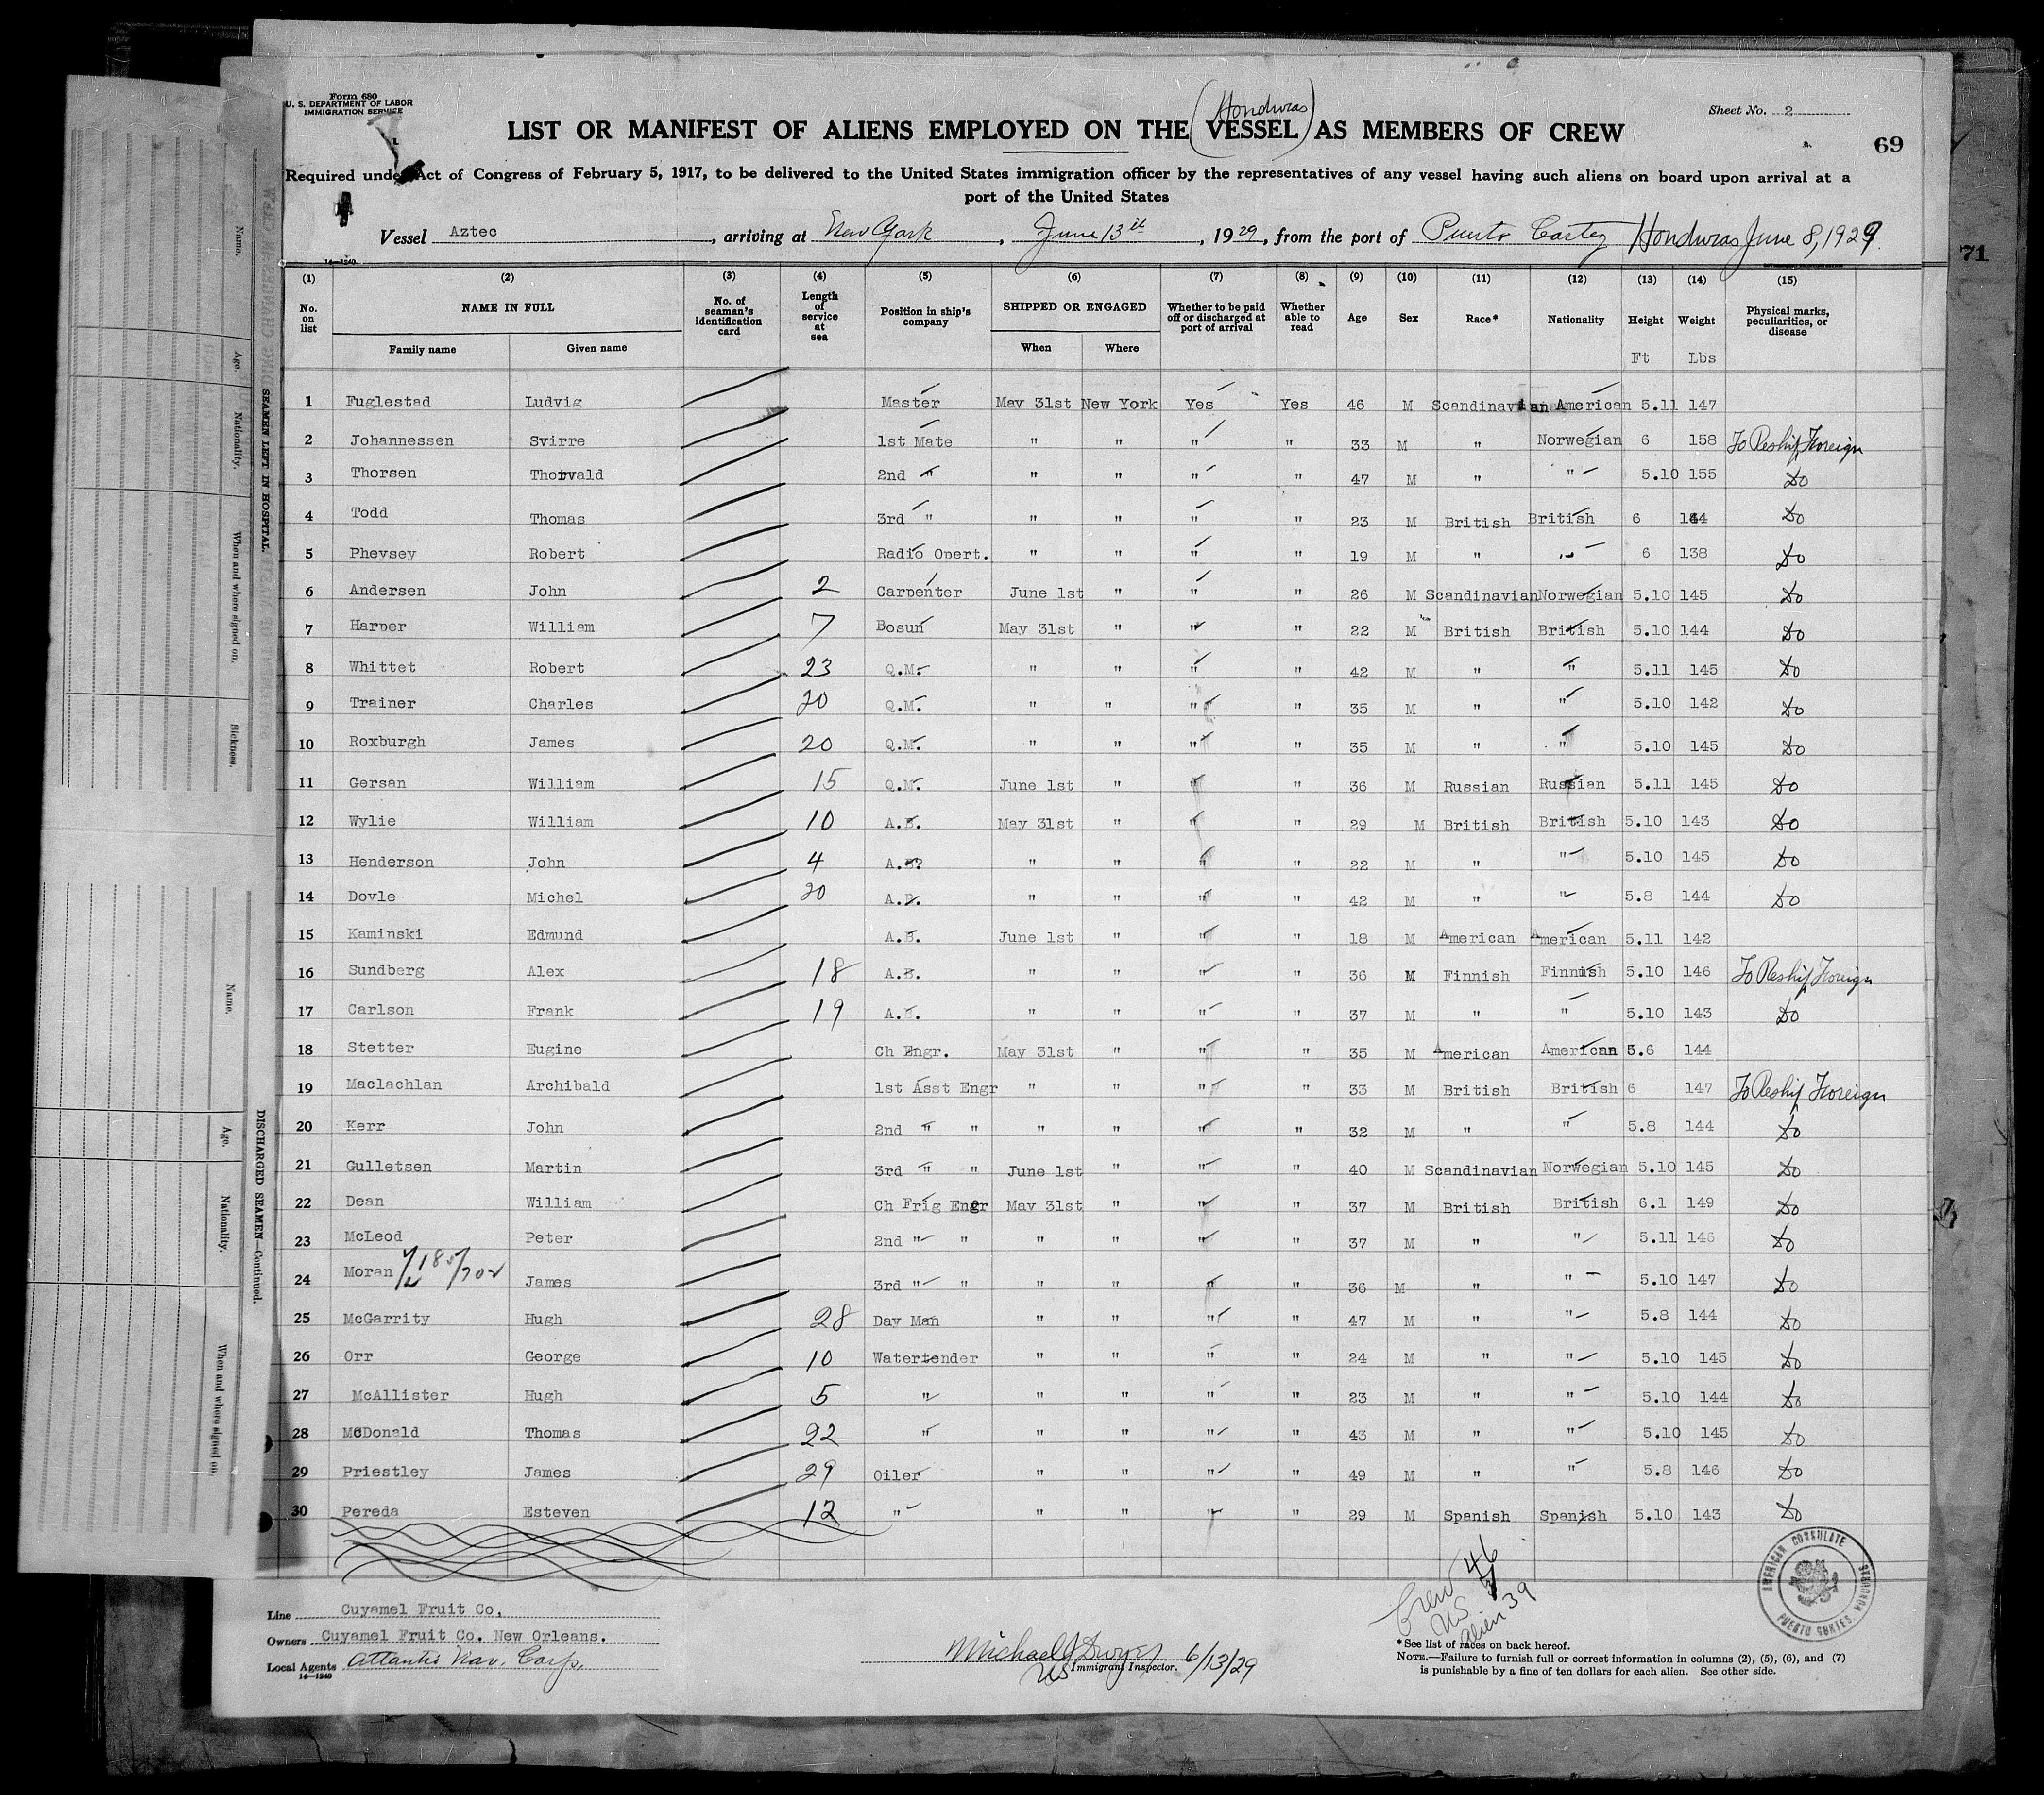 Form 680
U. S. DEPARTMENT OF LABOR
IMMIGRATION SERVICE
(Honduras)
Sheet No. 2
LIST OR MANIFEST OF ALIENS EMPLOYED ON THE VESSEL AS MEMBERS OF CREW
69
Required under Act of Congress of February 5, 1917, to be delivered to the United States immigration officer by the representatives of any vessel having such aliens on board upon arrival at a
port of the United States
Vessel Aztec, arriving at New York, June 13th, 1929, from the port of Puerto Cortez Honduras June 8, 1929.
71
14—1240
(1) (2) (3) (4) (5) (6) (7) (8) (9) (10) (11) (12) (13) (14) (15)
No. on list NAME IN FULL No. of seaman's identification card Length of service at sea Position in ship's company SHIPPED OR ENGAGED Whether to be paid off or discharged at port of arrival Whether able to read Age Sex Race* Nationality Height Weight Physical marks, peculiarities, or disease
Family name Given name When Where Ft Lbs
1 Fuglestad Ludvig Master May 31st New York Yes Yes 46 M Scandinavian American 5.11 147
2 Johannessen Svirre 1st Mate " " " " 33 M " Norwegian 6 158 To Reship Foreign
3 Thorsen Thorvald 2nd " " " " " 47 M " " 5.10 155 Do
4 Todd Thomas 3rd " " " " " 23 M British British 6 164 Do
5 Pheysey Robert Radio Opert. " " " " 19 M " " 6 138 Do
6 Andersen John 2 Carpenter June 1st " " " 26 M Scandinavian Norwegian 5.10 145 Do
7 Harper William 7 Bosun May 31st " " " 22 M British British 5.10 144 Do
8 Whittet Robert 23 Q.M. " " " " 42 M " " 5.11 145 Do
9 Trainer Charles 20 Q.M. " " " " 35 M " " 5.10 142 Do
10 Roxburgh James 20 Q.M. " " " " 35 M " " 5.10 145 Do
11 Gersan William 15 Q.M. June 1st " " " 36 M Russian Russian 5.11 145 Do
12 Wylie William 10 A.B. May 31st " " " 29 M British British 5.10 143 Do
13 Henderson John 4 A.B? " " " " 22 M " " 5.10 145 Do
14 Doyle Michel 20 A.B. " " " " 42 M " " 5.8 144 Do
15 Kaminski Edmund A.B. June 1st " " " 18 M American American 5.11 142
16 Sundberg Alex 18 A.B. " " " " 36 M Finnish Finnish 5.10 146 To Reship Foreign
17 Carlson Frank 19 A.B. " " " " 37 M " " 5.10 143 Do
18 Stetter Eugine Ch Engr. May 31st " " " 35 M American American 5.6 144
19 Maclachlan Archibald 1st Asst Engr " " " " 33 M British British 6 147 To Reship Foreign
20 Kerr John 2nd " " " " " " 32 M " " 5.8 144 Do
21 Gulletsen Martin 3rd " " June 1st " " " 40 M Scandinavian Norwegian 5.10 145 Do
22 Dean William Ch Frig Engr May 31st " " " 37 M British British 6.1 149 Do
23 McLeod Peter 2nd " " " " " " 37 M " " 5.11 146 Do
24 Moran James 3rd " " " " " " 36 M " " 5.10 147 Do
25 McGarrity Hugh 28 Day Man " " " " 47 M " " 5.8 144 Do
26 Orr George 10 Watertender " " " " 24 M " " 5.10 145 Do
27 McAllister Hugh 5 " " " " " 23 M " " 5.10 144 Do
28 McDonald Thomas 22 " " " " " 43 M " " 5.10 145 Do
29 Priestley James 29 Oiler " " " " 49 M " " 5.8 146 Do
30 Pereda Esteven 12 " " " " " 29 M Spanish Spanish 5.10 143 Do
Crew 46
US 7
alien 39
AMERICAN CONSULATE
PUERTO CORTES, HONDURAS
Line Cuyamel Fruit Co.
Owners Cuyamel Fruit Co. New Orleans.
Local Agents Atlantic Nav. Corp.
14—1240
Michael J Dwyer 6/13/29
US Immigrant Inspector.
*See list of races on back hereof.
NOTE.—Failure to furnish full or correct information in columns (2), (5), (6), and (7)
is punishable by a fine of ten dollars for each alien. See other side.
SEAMEN LEFT IN HOSPITAL.
Name. Age. Nationality. When and where signed on. Sickness.
DISCHARGED SEAMEN—Continued.
Name. Age. Nationality. When and where signed on.